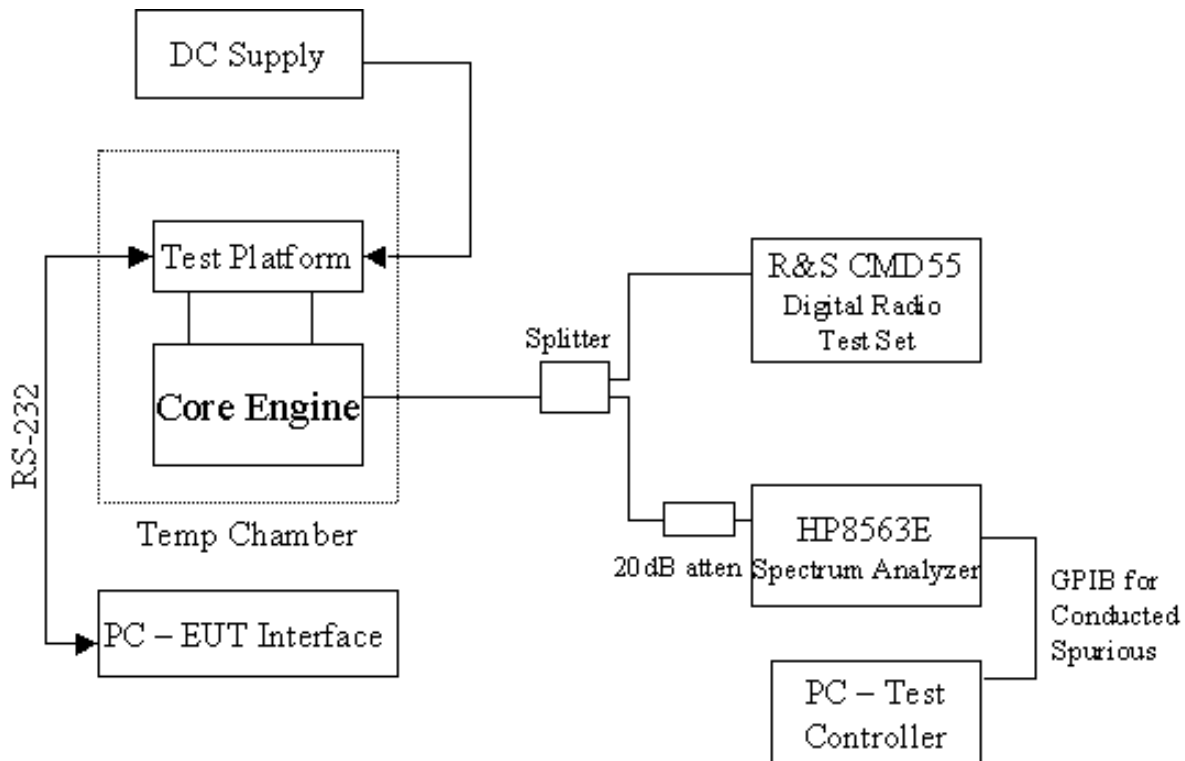 DC Supply
Test Platform
Core Engine
Temp Chamber
RS-232
PC – EUT Interface
Splitter
R&S CMD55
Digital Radio
Test Set
20dB atten
HP8563E
Spectrum Analyzer
GPIB for
Conducted
Spurious
PC – Test
Controller